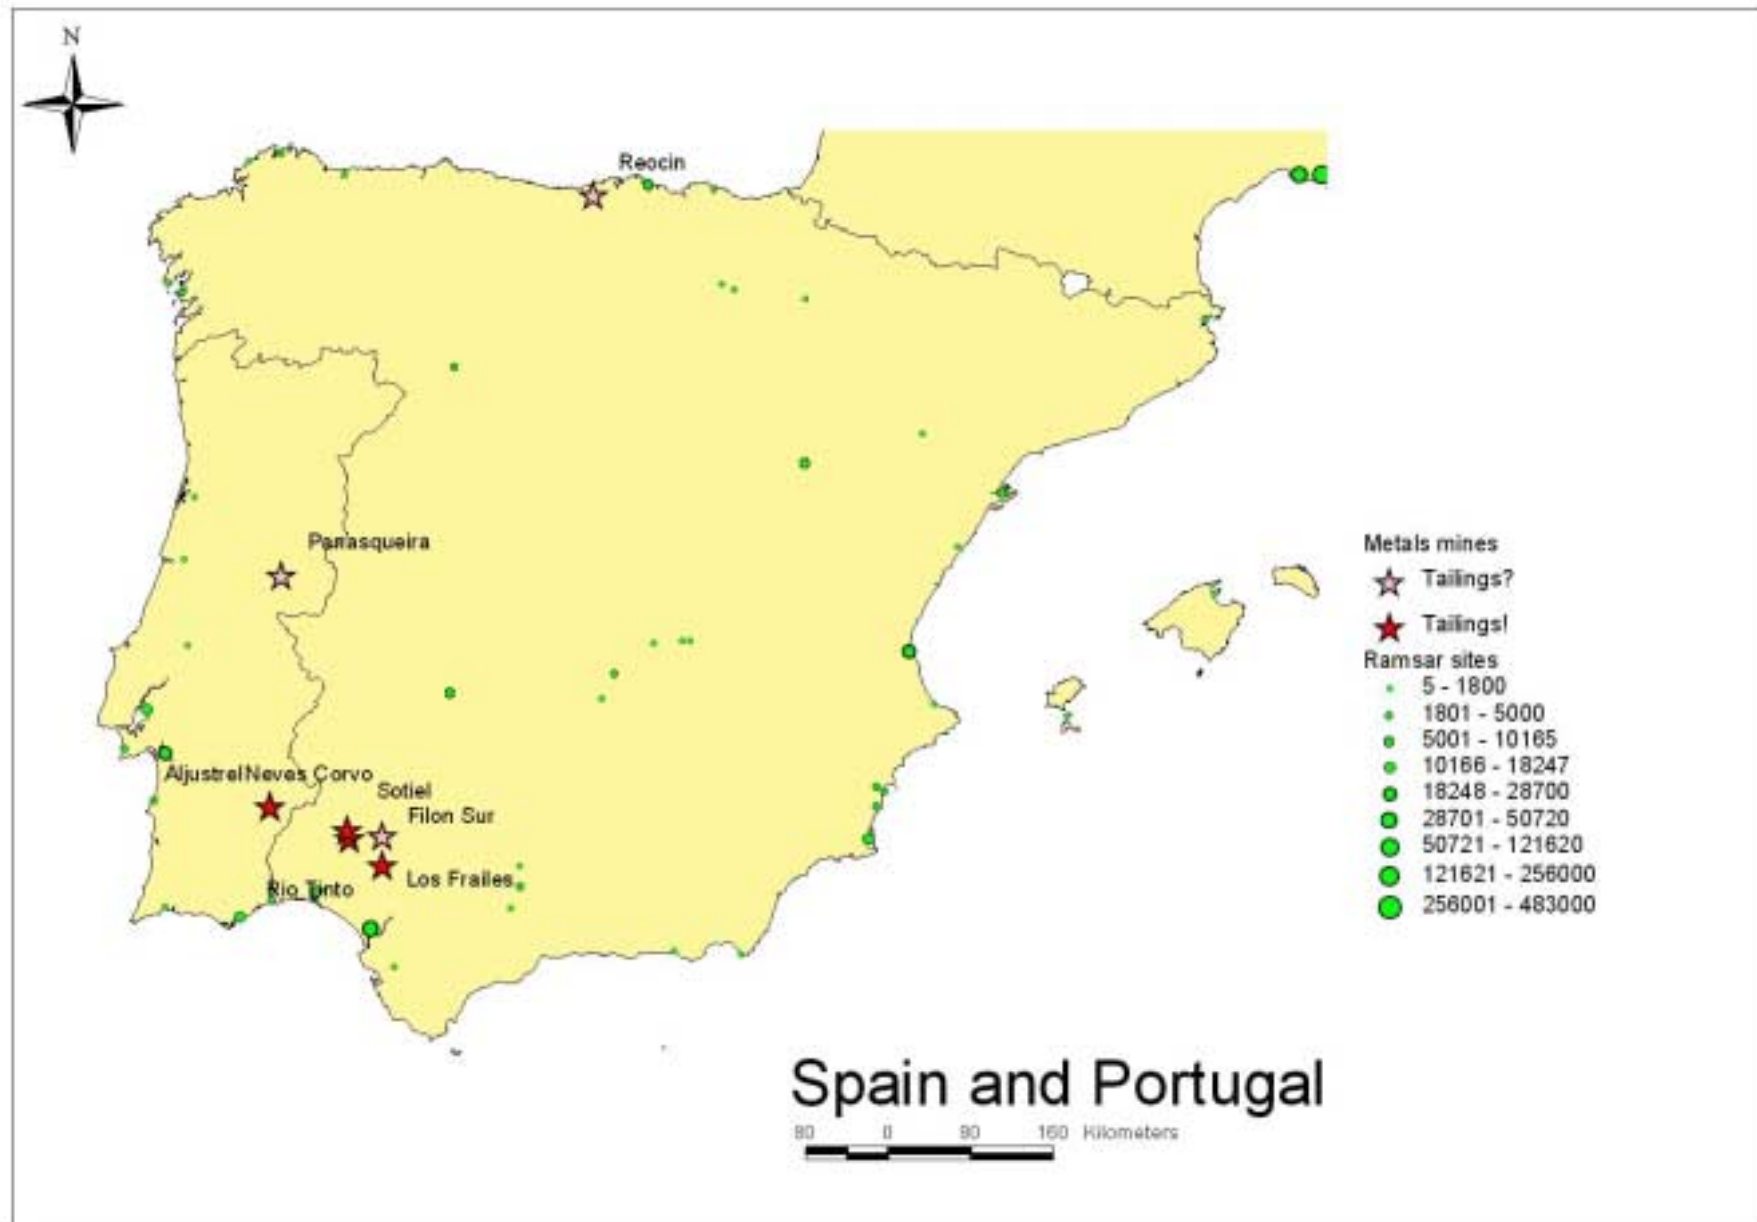 N
Reocin
Panasqueira
Aljustrel Neves Corvo
Sotiel
Filon Sur
Los Frailes
Rio Tinto
Metals mines
Tailings?
Tailings!
Ramsar sites
5 - 1800
1801 - 5000
5001 - 10165
10166 - 18247
18248 - 28700
28701 - 50720
50721 - 121620
121621 - 256000
256001 - 483000
Spain and Portugal
80 0 80 160 Kilometers